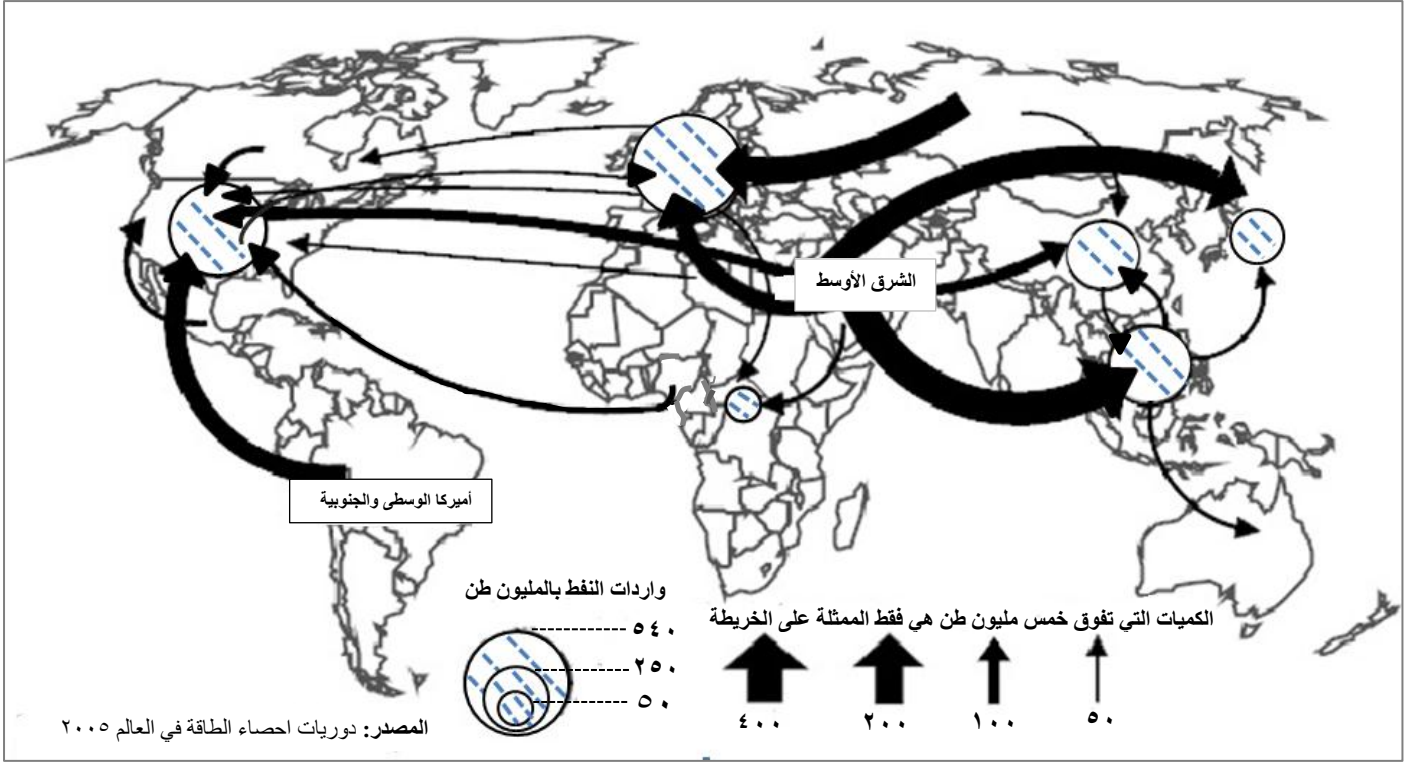 الشرق الأوسط
أميركا الوسطى والجنوبية
واردات النفط بالمليون طن
٥٤٠
٢٥٠
٥٠
الكميات التي تفوق خمس مليون طن هي فقط الممثلة على الخريطة
٤٠٠ ٢٠٠ ١٠٠ ٥٠
المصدر: دوريات احصاء الطاقة في العالم ٢٠٠٥